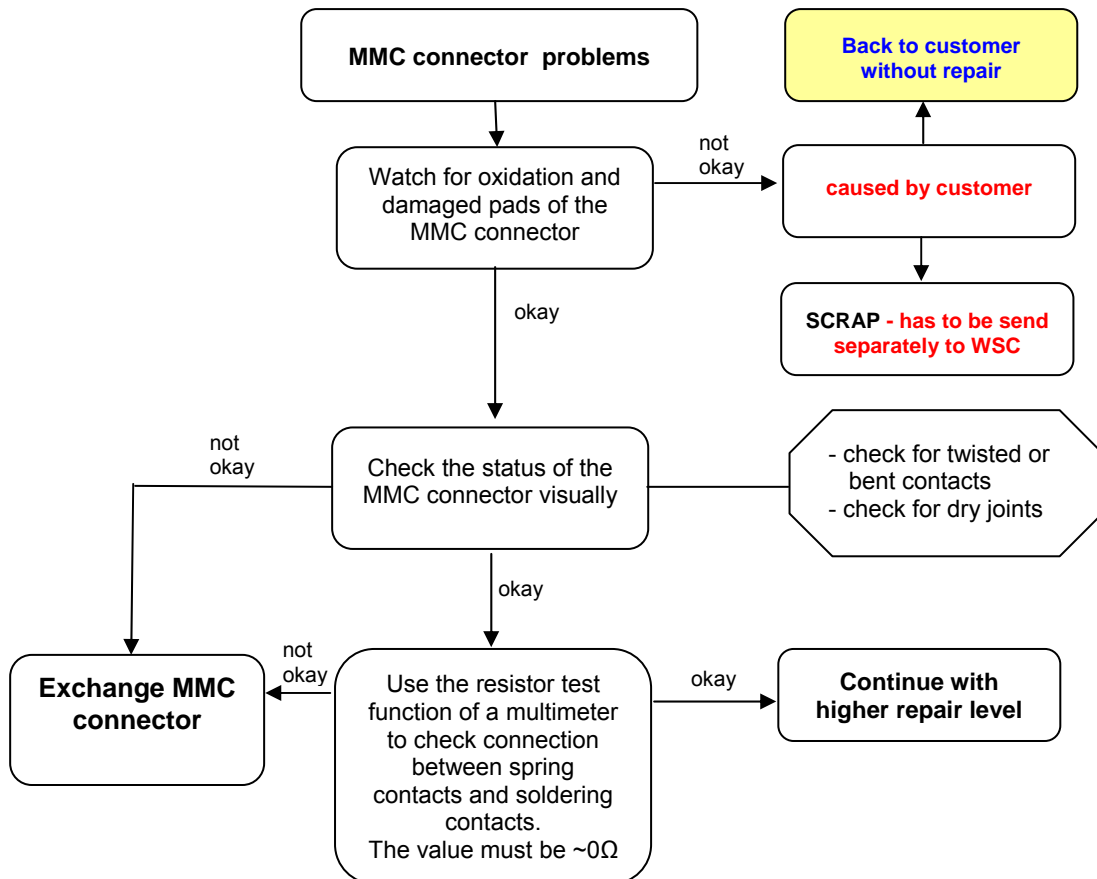 MMC connector problems
Back to customer
without repair
not
okay
Watch for oxidation and
damaged pads of the
MMC connector
caused by customer
okay
SCRAP - has to be send
separately to WSC
not
okay
Check the status of the
MMC connector visually
- check for twisted or
bent contacts
- check for dry joints
okay
not
okay
Exchange MMC
connector
Use the resistor test
function of a multimeter
to check connection
between spring
contacts and soldering
contacts.
The value must be ~0Ω
okay
Continue with
higher repair level